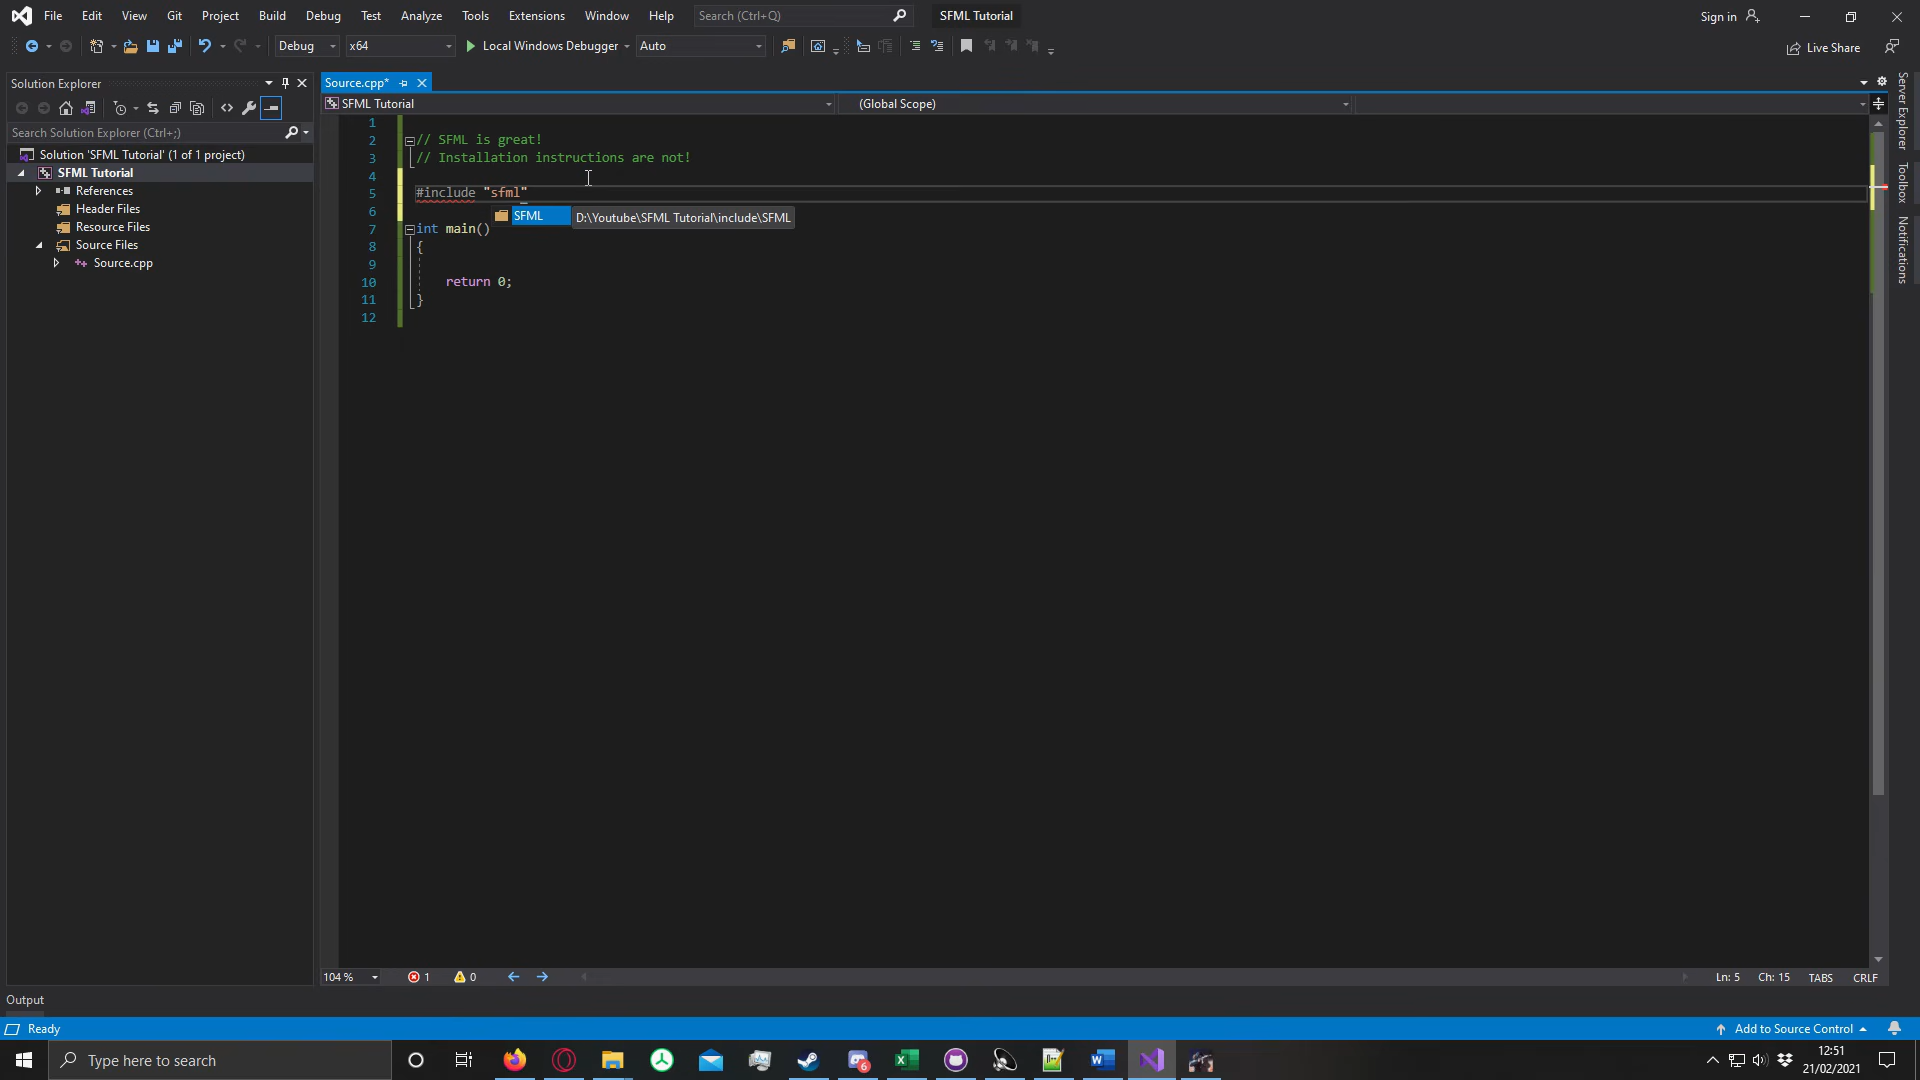 File Edit View Git Project Build Debug Test Analyze Tools Extensions Window Help Search (Ctrl+Q) SFML Tutorial Sign in
Debug x64 Local Windows Debugger Auto Live Share
Solution Explorer
Search Solution Explorer (Ctrl+;)
Solution 'SFML Tutorial' (1 of 1 project)
SFML Tutorial
References
Header Files
Resource Files
Source Files
Source.cpp
Source.cpp*
SFML Tutorial (Global Scope)
1
2 // SFML is great!
3 // Installation instructions are not!
4
5 #include "sfml"
6 SFML D:\Youtube\SFML Tutorial\include\SFML
7 int main()
8 {
9
10 return 0;
11 }
12
Server Explorer
Toolbox
Notifications
104 % 1 0 Ln: 5 Ch: 15 TABS CRLF
Output
Ready Add to Source Control
Type here to search 6 12:51
21/02/2021